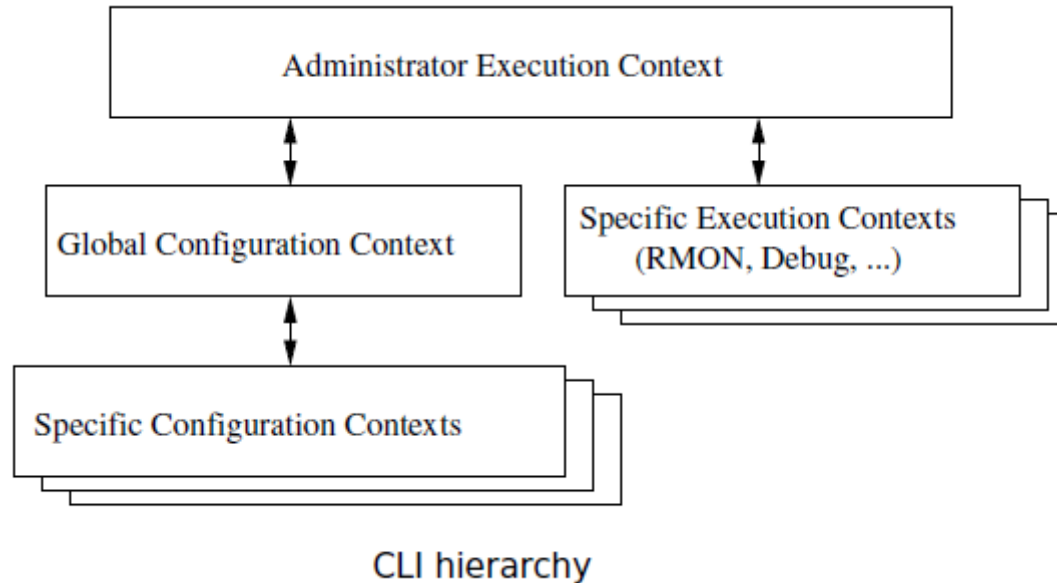 Administrator Execution Context
Global Configuration Context
Specific Execution Contexts
(RMON, Debug, ...)
Specific Configuration Contexts
CLI hierarchy